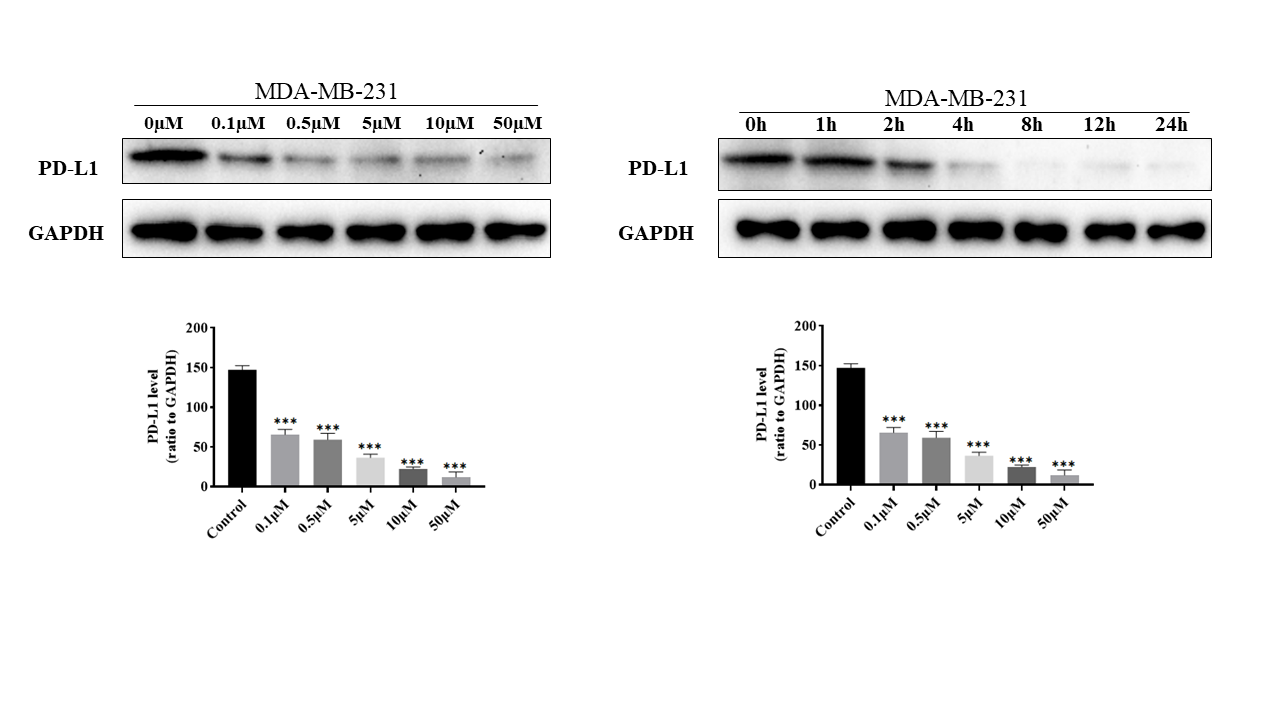 MDA-MB-231
0μM 0.1μM 0.5μM 5μM 10μM 50μM
PD-L1
GAPDH
PD-L1 level
(ratio to GAPDH)
200
150
100
50
0
*** *** *** *** ***
Control 0.1μM 0.5μM 5μM 10μM 50μM
MDA-MB-231
0h 1h 2h 4h 8h 12h 24h
PD-L1
GAPDH
PD-L1 level
(ratio to GAPDH)
200
150
100
50
0
*** *** *** *** ***
Control 0.1μM 0.5μM 5μM 10μM 50μM